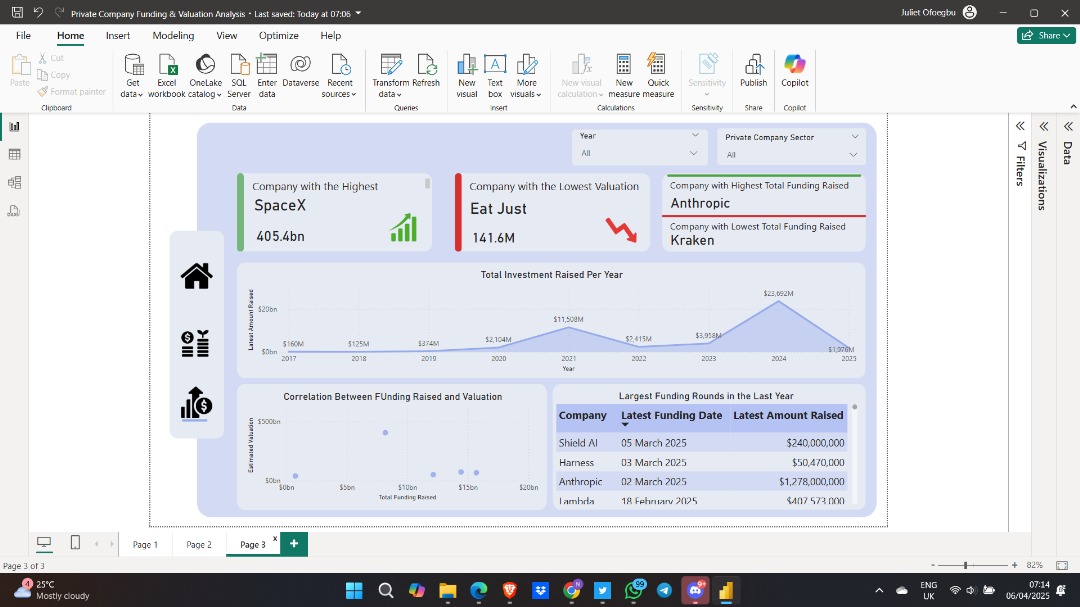 Private Company Funding & Valuation Analysis • Last saved: Today at 07:06
Juliet Ofoegbu
File Home Insert Modeling View Optimize Help
Share
Paste
Cut
Copy
Format painter
Clipboard
Get data
Excel workbook
OneLake catalog
SQL Server
Enter data
Dataverse
Recent sources
Data
Transform data
Refresh
Queries
New visual
Text box
More visuals
Insert
New visual calculation
New measure
Quick measure
Calculations
Sensitivity
Sensitivity
Publish
Share
Copilot
Copilot
Year
All
Private Company Sector
All
Company with the Highest
SpaceX
405.4bn
Company with the Lowest Valuation
Eat Just
141.6M
Company with Highest Total Funding Raised
Anthropic
Company with Lowest Total Funding Raised
Kraken
Total Investment Raised Per Year
Latest Amount Raised
$20bn
$0bn
$160M $125M $374M $2,104M $11,508M $2,415M $3,958M $23,692M $1,976M
2017 2018 2019 2020 2021 2022 2023 2024 2025
Year
Correlation Between FUnding Raised and Valuation
Estimated Valuation
$500bn
$0bn
$0bn $5bn $10bn $15bn $20bn
Total Funding Raised
Largest Funding Rounds in the Last Year
Company Latest Funding Date Latest Amount Raised
Shield AI 05 March 2025 $240,000,000
Harness 03 March 2025 $50,470,000
Anthropic 02 March 2025 $1,278,000,000
Lambda 18 February 2025 $407,573,000
Filters
Visualizations
Data
Page 1 Page 2 Page 3 x +
Page 3 of 3
- + 82%
4
25°C
Mostly cloudy
N
99
9+
ENG
UK
07:14
06/04/2025